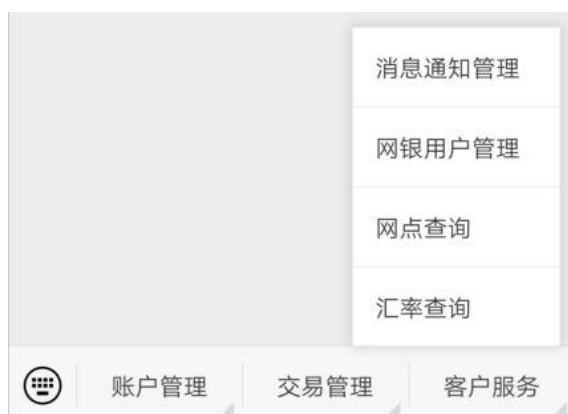 消息通知管理
网银用户管理
网点查询
汇率查询
账户管理 交易管理 客户服务